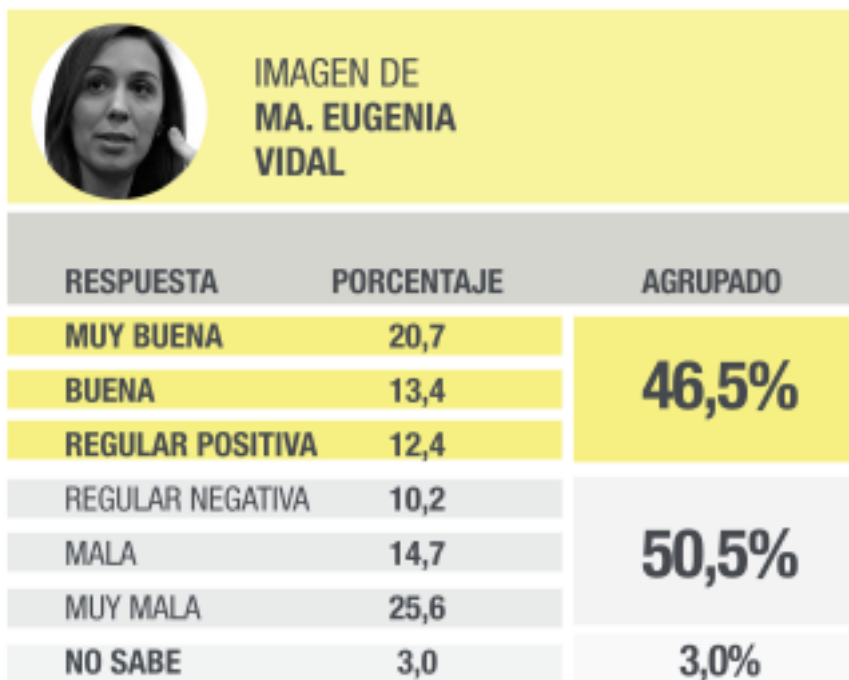 IMAGEN DE
MA. EUGENIA
VIDAL
RESPUESTA PORCENTAJE AGRUPADO
MUY BUENA 20,7
BUENA 13,4 46,5%
REGULAR POSITIVA 12,4
REGULAR NEGATIVA 10,2
MALA 14,7 50,5%
MUY MALA 25,6
NO SABE 3,0 3,0%